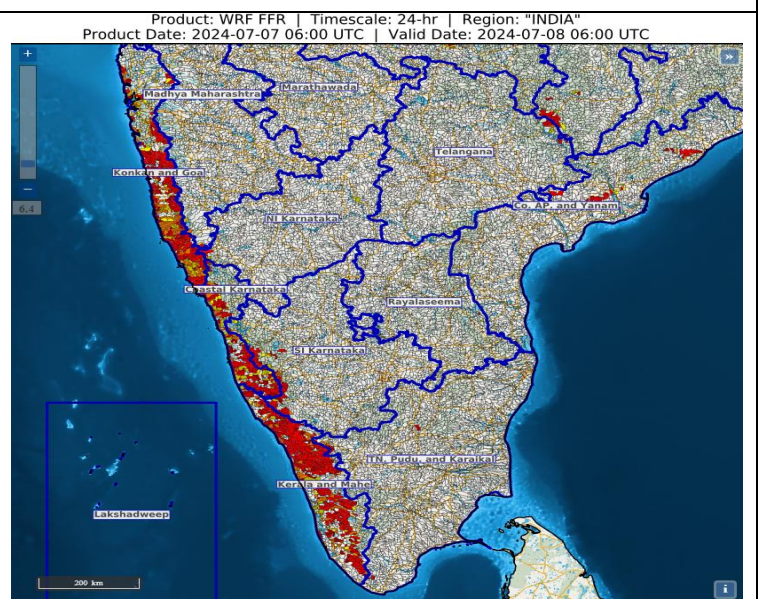 Product: WRF FFR | Timescale: 24-hr | Region: "INDIA"
Product Date: 2024-07-07 06:00 UTC | Valid Date: 2024-07-08 06:00 UTC
+
»
Marathawada
Madhya Maharashtra
Telangana
Konkan and Goa
−
6.4
Co. AP. and Yanam
NI Karnataka
Coastal Karnataka
Rayalaseema
SI Karnataka
TN. Pudu. and Karaikal
Kerala and Mahe
Lakshadweep
200 km
i